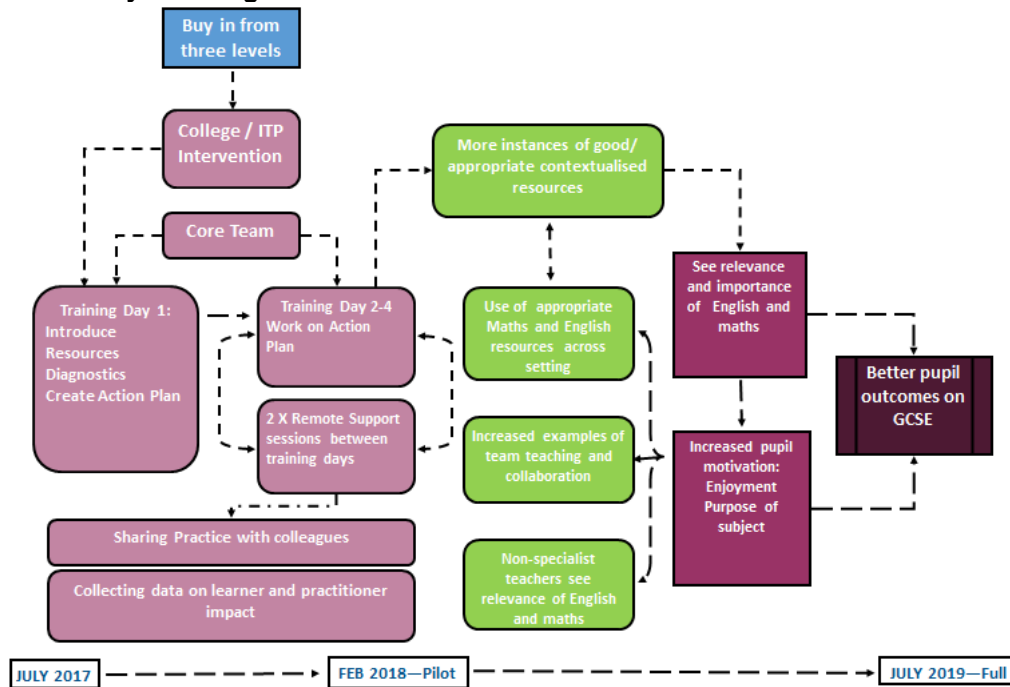 Buy in from
three levels
College / ITP
Intervention
Core Team
Training Day 1:
Introduce
Resources
Diagnostics
Create Action Plan
Training Day 2-4
Work on Action
Plan
2 X Remote Support
sessions between
training days
Sharing Practice with colleagues
Collecting data on learner and practitioner
impact
More instances of good/
appropriate contextualised
resources
Use of appropriate
Maths and English
resources across
setting
Increased examples of
team teaching and
collaboration
Non-specialist
teachers see
relevance of English
and maths
See relevance
and importance
of English and
maths
Increased pupil
motivation:
Enjoyment
Purpose of
subject
Better pupil
outcomes on
GCSE
JULY 2017
FEB 2018—Pilot
JULY 2019—Full